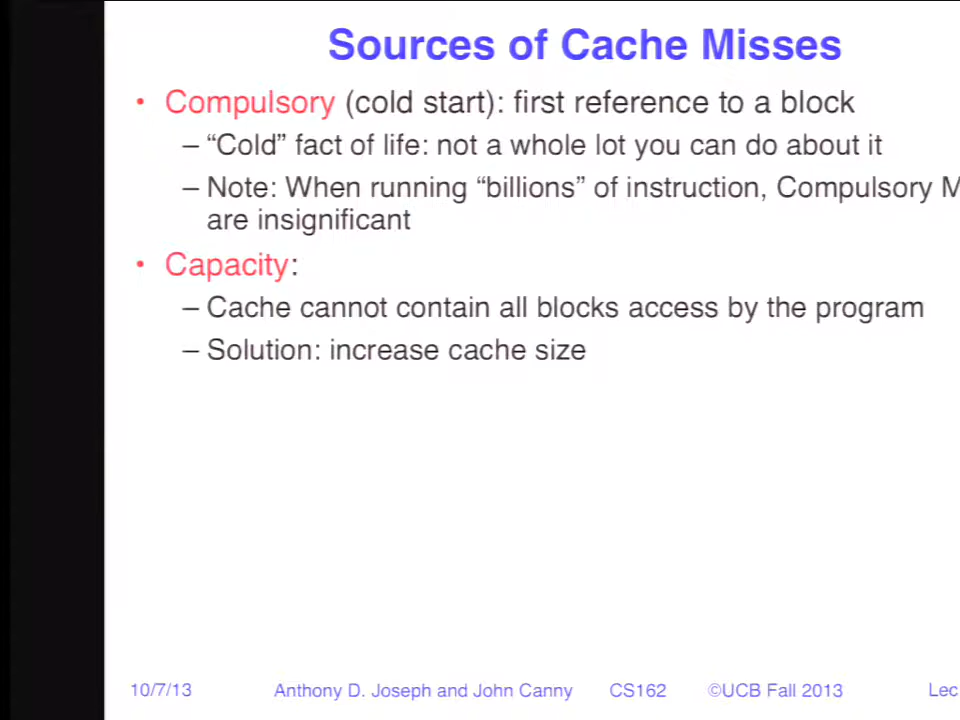 Sources of Cache Misses
• Compulsory (cold start): first reference to a block
– “Cold” fact of life: not a whole lot you can do about it
– Note: When running “billions” of instruction, Compulsory
are insignificant
• Capacity:
– Cache cannot contain all blocks access by the program
– Solution: increase cache size
10/7/13 Anthony D. Joseph and John Canny CS162 ©UCB Fall 2013 Lec